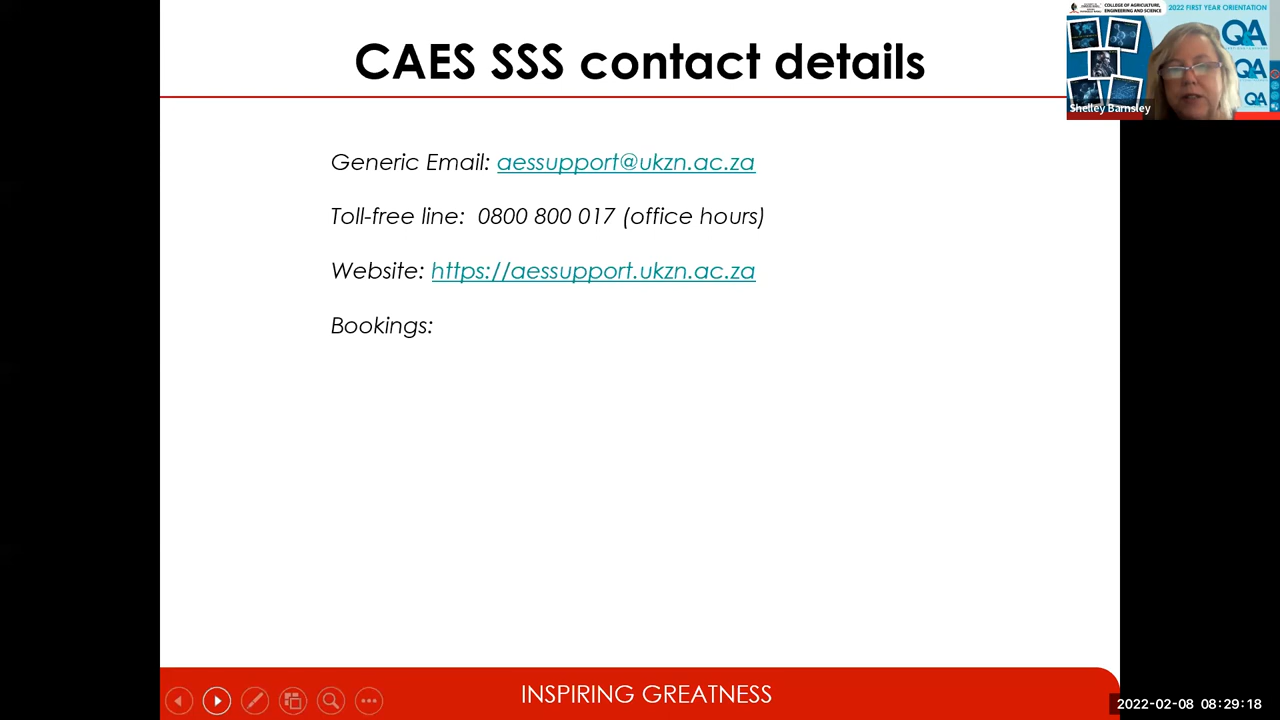 CAES SSS contact details
COLLEGE OF AGRICULTURE,
ENGINEERING AND SCIENCE
2022 FIRST YEAR ORIENTATION
Shelley Barnsley
Generic Email: aessupport@ukzn.ac.za
Toll-free line: 0800 800 017 (office hours)
Website: https://aessupport.ukzn.ac.za
Bookings:
INSPIRING GREATNESS
2022-02-08 08:29:18